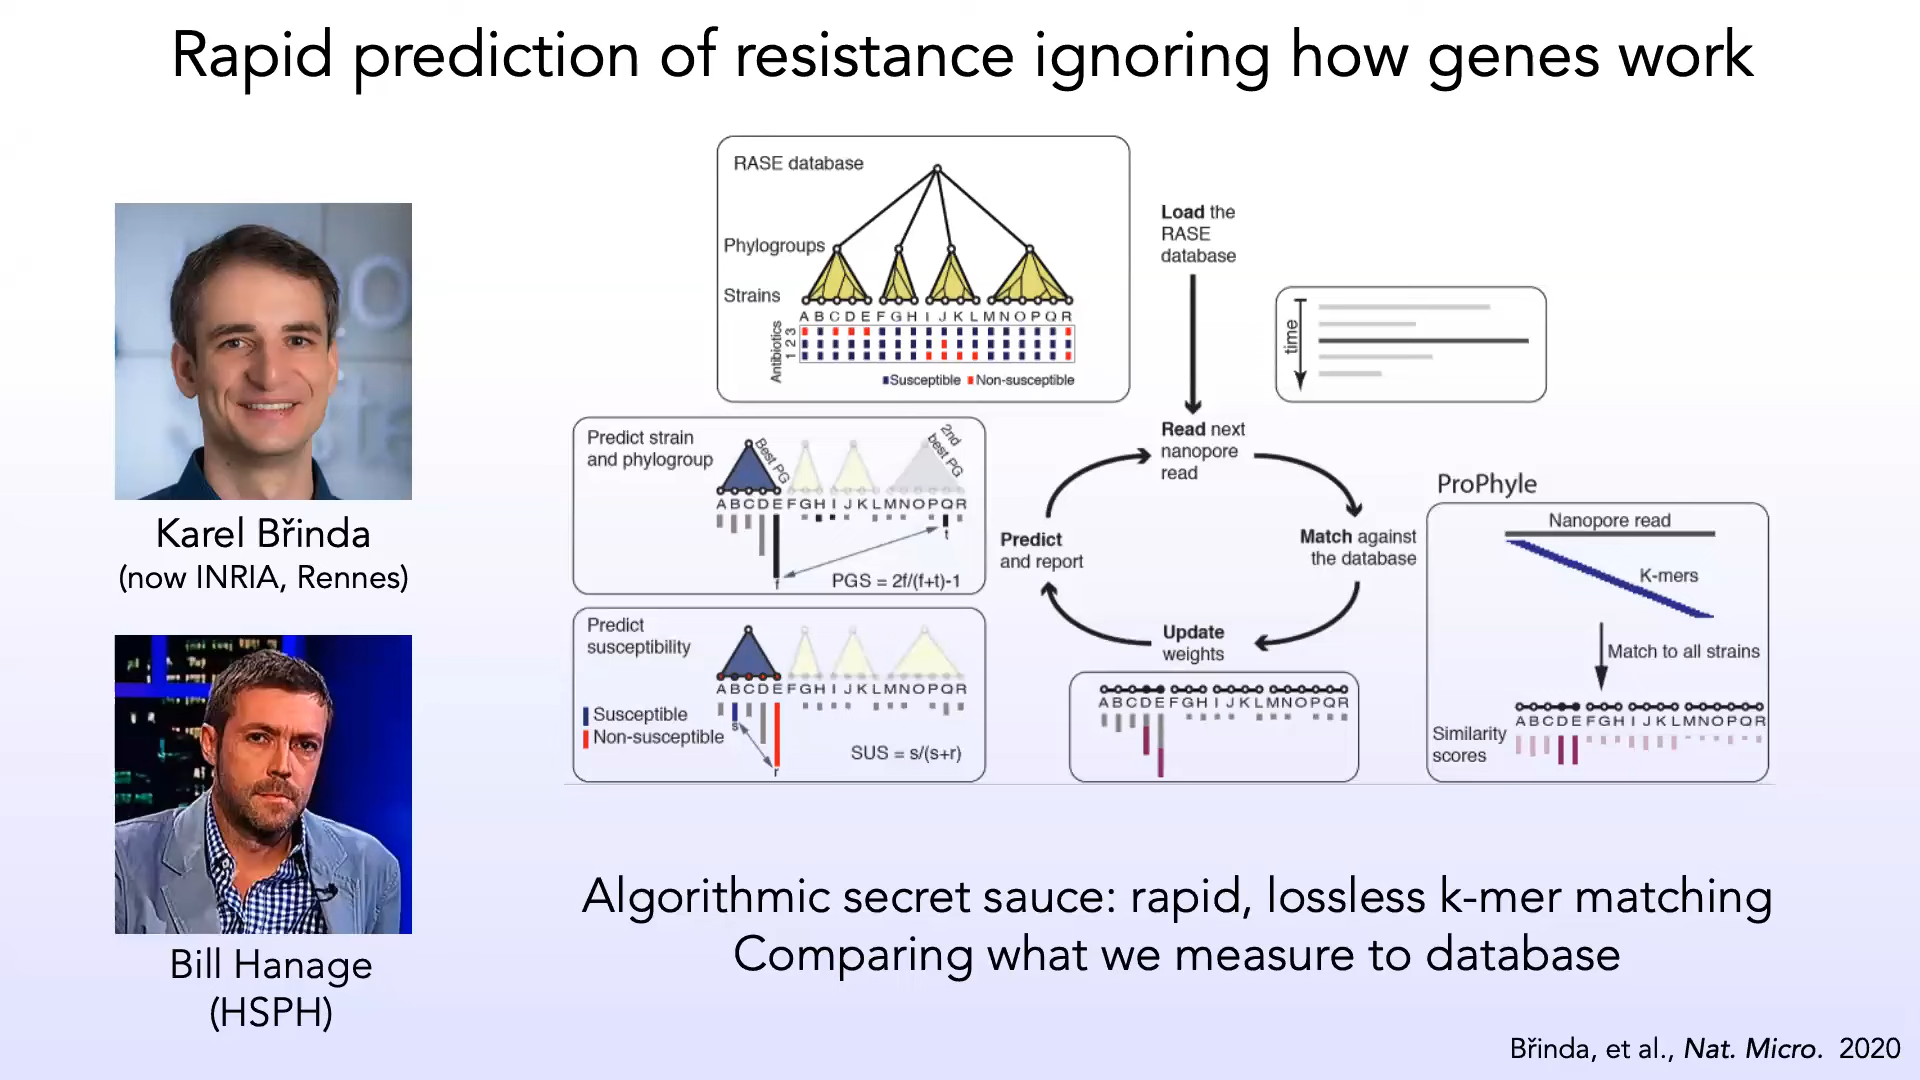 Rapid prediction of resistance ignoring how genes work
Karel Břinda
(now INRIA, Rennes)
Bill Hanage
(HSPH)
RASE database
Phylogroups
Strains
A B C D E F G H I J K L M N O P Q R
Antibiotics
1 2 3
Susceptible Non-susceptible
Load the
RASE
database
time
Read next
nanopore
read
Match against
the database
Update
weights
Predict
and report
Predict strain
and phylogroup
Best PG
2nd
best PG
A B C D E F G H I J K L M N O P Q R
f
t
PGS = 2f/(f+t)-1
Predict
susceptibility
A B C D E F G H I J K L M N O P Q R
Susceptible
Non-susceptible
s
r
SUS = s/(s+r)
A B C D E F G H I J K L M N O P Q R
ProPhyle
Nanopore read
K-mers
Match to all strains
A B C D E F G H I J K L M N O P Q R
Similarity
scores
Algorithmic secret sauce: rapid, lossless k-mer matching
Comparing what we measure to database
Břinda, et al., Nat. Micro. 2020